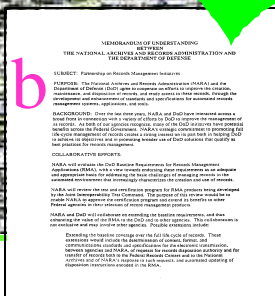 MEMORANDUM OF UNDERSTANDING
BETWEEN
THE NATIONAL ARCHIVES AND RECORDS ADMINISTRATION AND
THE DEPARTMENT OF DEFENSE
SUBJECT: Partnership on Records Management Initiatives
b
PURPOSE: The National Archives and Records Administration (NARA) and the
Department of Defense (DoD) agree to cooperate on efforts to improve the creation,
maintenance, and disposition of records, and ready access to these records, through the
development and enhancement of standards and specifications for automated records
management systems, applications, and tools.
BACKGROUND: Over the last three years, NARA and DoD have interacted across a
broad front in connection with a variety of efforts by DoD to improve the management of
its records. As both of our agencies realized, many of the DoD initiatives have potential
benefits across the Federal Government. NARA's strategic commitment to promoting full
life-cycle management of records creates a strong interest on its part both in helping DoD
to achieve its objectives and in promoting broader use of DoD solutions that qualify as
best practices for records management.
COLLABORATIVE EFFORTS:
NARA will evaluate the DoD Baseline Requirements for Records Management
Applications (RMA), with a view towards endorsing these requirements as an adequate
and appropriate basis for addressing the basic challenges of managing records in the
automated environment that increasingly characterizes the creation and use of records.
NARA will review the test and certification program for RMA products being developed
by the Joint Interoperability Test Command. The purpose of this review would be to
enable NARA to approve the certification program and extend its benefits to other
Federal agencies in their selection of record management products.
NARA and DoD will collaborate on extending the baseline requirements, and thus
enhancing the value of the RMA to the DoD and to other agencies. This collaboration is
not exclusive and may involve other agencies. Possible extensions include:
Extending the baseline coverage over the full life cycle of records. These
extensions would include the determination of content, format, and
communications standards and specifications for the electronic transmission,
between agencies and NARA, of requests for records disposition authority and for
transfer of records both to the Federal Records Centers and to the National
Archives and of NARA's response to such requests, and automated updating of
disposition instructions encoded in the RMA.